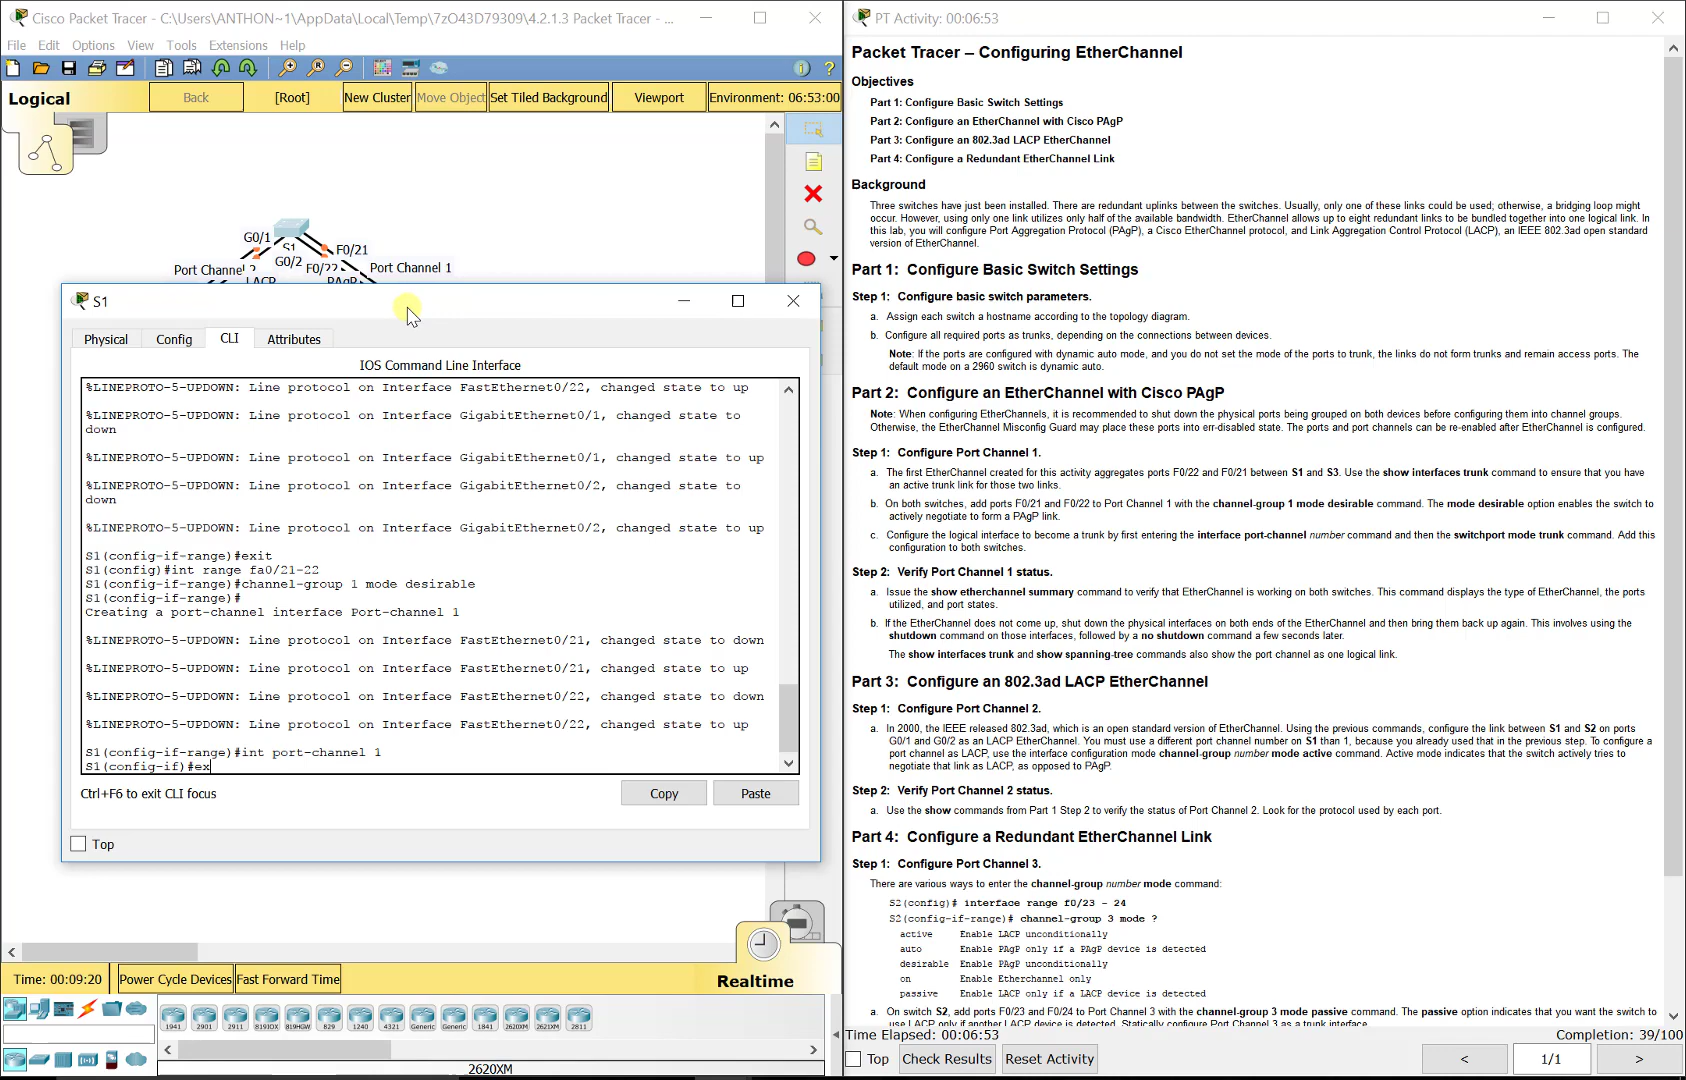 Cisco Packet Tracer - C:\Users\ANTHON~1\AppData\Local\Temp\7zO43D79309\4.2.1.3 Packet Tracer - ...
File Edit Options View Tools Extensions Help
Logical
Back
[Root]
New Cluster
Move Object
Set Tiled Background
Viewport
Environment: 06:53:00
G0/1
S1
F0/21
G0/2
F0/22
Port Channel 2
Port Channel 1
LACP
PAgP
S1
Physical Config CLI Attributes
IOS Command Line Interface
%LINEPROTO-5-UPDOWN: Line protocol on Interface FastEthernet0/22, changed state to up
%LINEPROTO-5-UPDOWN: Line protocol on Interface GigabitEthernet0/1, changed state to
down
%LINEPROTO-5-UPDOWN: Line protocol on Interface GigabitEthernet0/1, changed state to up
%LINEPROTO-5-UPDOWN: Line protocol on Interface GigabitEthernet0/2, changed state to
down
%LINEPROTO-5-UPDOWN: Line protocol on Interface GigabitEthernet0/2, changed state to up
S1(config-if-range)#exit
S1(config)#int range fa0/21-22
S1(config-if-range)#channel-group 1 mode desirable
S1(config-if-range)#
Creating a port-channel interface Port-channel 1
%LINEPROTO-5-UPDOWN: Line protocol on Interface FastEthernet0/21, changed state to down
%LINEPROTO-5-UPDOWN: Line protocol on Interface FastEthernet0/21, changed state to up
%LINEPROTO-5-UPDOWN: Line protocol on Interface FastEthernet0/22, changed state to down
%LINEPROTO-5-UPDOWN: Line protocol on Interface FastEthernet0/22, changed state to up
S1(config-if-range)#int port-channel 1
S1(config-if)#ex
Ctrl+F6 to exit CLI focus
Copy
Paste
Top
Time: 00:09:20
Power Cycle Devices
Fast Forward Time
Realtime
1941 2901 2911 819IOX 819HGW 829 1240 4321 Generic Generic 1841 2620XM 2621XM 2811
2620XM
PT Activity: 00:06:53
Packet Tracer – Configuring EtherChannel
Objectives
Part 1: Configure Basic Switch Settings
Part 2: Configure an EtherChannel with Cisco PAgP
Part 3: Configure an 802.3ad LACP EtherChannel
Part 4: Configure a Redundant EtherChannel Link
Background
Three switches have just been installed. There are redundant uplinks between the switches. Usually, only one of these links could be used; otherwise, a bridging loop might
occur. However, using only one link utilizes only half of the available bandwidth. EtherChannel allows up to eight redundant links to be bundled together into one logical link. In
this lab, you will configure Port Aggregation Protocol (PAgP), a Cisco EtherChannel protocol, and Link Aggregation Control Protocol (LACP), an IEEE 802.3ad open standard
version of EtherChannel.
Part 1: Configure Basic Switch Settings
Step 1: Configure basic switch parameters.
a. Assign each switch a hostname according to the topology diagram.
b. Configure all required ports as trunks, depending on the connections between devices.
Note: If the ports are configured with dynamic auto mode, and you do not set the mode of the ports to trunk, the links do not form trunks and remain access ports. The
default mode on a 2960 switch is dynamic auto.
Part 2: Configure an EtherChannel with Cisco PAgP
Note: When configuring EtherChannels, it is recommended to shut down the physical ports being grouped on both devices before configuring them into channel groups.
Otherwise, the EtherChannel Misconfig Guard may place these ports into err-disabled state. The ports and port channels can be re-enabled after EtherChannel is configured.
Step 1: Configure Port Channel 1.
a. The first EtherChannel created for this activity aggregates ports F0/22 and F0/21 between S1 and S3. Use the show interfaces trunk command to ensure that you have
an active trunk link for those two links.
b. On both switches, add ports F0/21 and F0/22 to Port Channel 1 with the channel-group 1 mode desirable command. The mode desirable option enables the switch to
actively negotiate to form a PAgP link.
c. Configure the logical interface to become a trunk by first entering the interface port-channel number command and then the switchport mode trunk command. Add this
configuration to both switches.
Step 2: Verify Port Channel 1 status.
a. Issue the show etherchannel summary command to verify that EtherChannel is working on both switches. This command displays the type of EtherChannel, the ports
utilized, and port states.
b. If the EtherChannel does not come up, shut down the physical interfaces on both ends of the EtherChannel and then bring them back up again. This involves using the
shutdown command on those interfaces, followed by a no shutdown command a few seconds later.
The show interfaces trunk and show spanning-tree commands also show the port channel as one logical link.
Part 3: Configure an 802.3ad LACP EtherChannel
Step 1: Configure Port Channel 2.
a. In 2000, the IEEE released 802.3ad, which is an open standard version of EtherChannel. Using the previous commands, configure the link between S1 and S2 on ports
G0/1 and G0/2 as an LACP EtherChannel. You must use a different port channel number on S1 than 1, because you already used that in the previous step. To configure a
port channel as LACP, use the interface configuration mode channel-group number mode active command. Active mode indicates that the switch actively tries to
negotiate that link as LACP, as opposed to PAgP.
Step 2: Verify Port Channel 2 status.
a. Use the show commands from Part 1 Step 2 to verify the status of Port Channel 2. Look for the protocol used by each port.
Part 4: Configure a Redundant EtherChannel Link
Step 1: Configure Port Channel 3.
There are various ways to enter the channel-group number mode command:
S2(config)# interface range f0/23 - 24
S2(config-if-range)# channel-group 3 mode ?
active Enable LACP unconditionally
auto Enable PAgP only if a PAgP device is detected
desirable Enable PAgP unconditionally
on Enable Etherchannel only
passive Enable LACP only if a LACP device is detected
a. On switch S2, add ports F0/23 and F0/24 to Port Channel 3 with the channel-group 3 mode passive command. The passive option indicates that you want the switch to
use LACP only if another LACP device is detected. Statically configure Port Channel 3 as a trunk interface.
Time Elapsed: 00:06:53
Completion: 39/100
Top
Check Results
Reset Activity
<
1/1
>